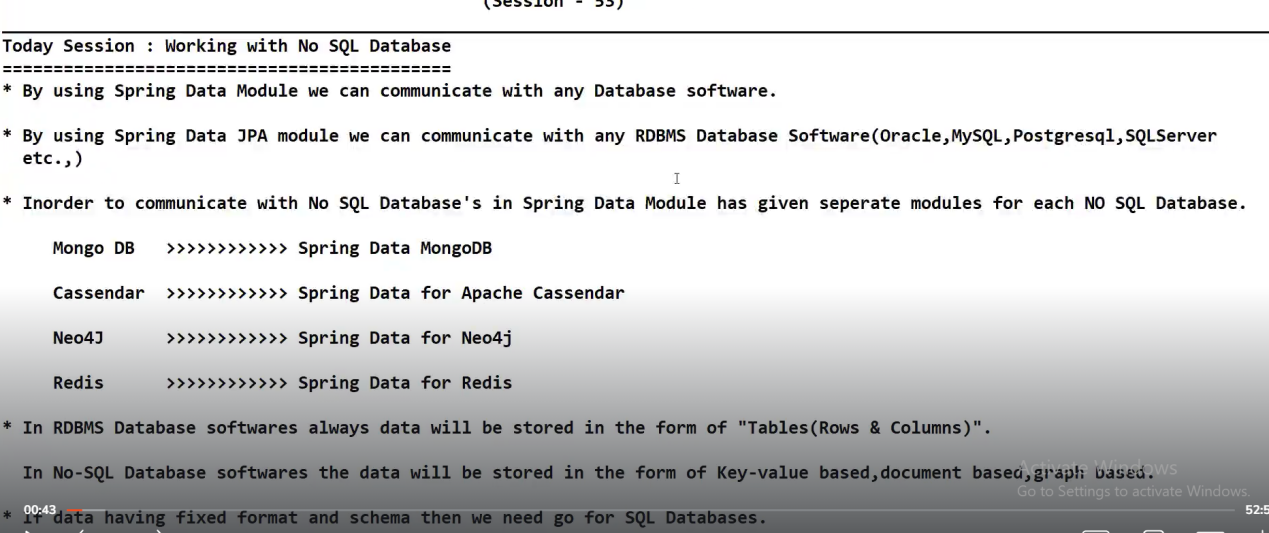 (Session - 53)
Today Session : Working with No SQL Database
============================================
* By using Spring Data Module we can communicate with any Database software.
* By using Spring Data JPA module we can communicate with any RDBMS Database Software(Oracle,MySQL,Postgresql,SQLServer
etc.,)
* Inorder to communicate with No SQL Database's in Spring Data Module has given seperate modules for each NO SQL Database.
Mongo DB >>>>>>>>>>>> Spring Data MongoDB
Cassendar >>>>>>>>>>>> Spring Data for Apache Cassendar
Neo4J >>>>>>>>>>>> Spring Data for Neo4j
Redis >>>>>>>>>>>> Spring Data for Redis
* In RDBMS Database softwares always data will be stored in the form of "Tables(Rows & Columns)".
In No-SQL Database softwares the data will be stored in the form of Key-value based,document based,graph based.
Activate Windows
Go to Settings to activate Windows.
00:43
52:5
* If data having fixed format and schema then we need go for SQL Databases.